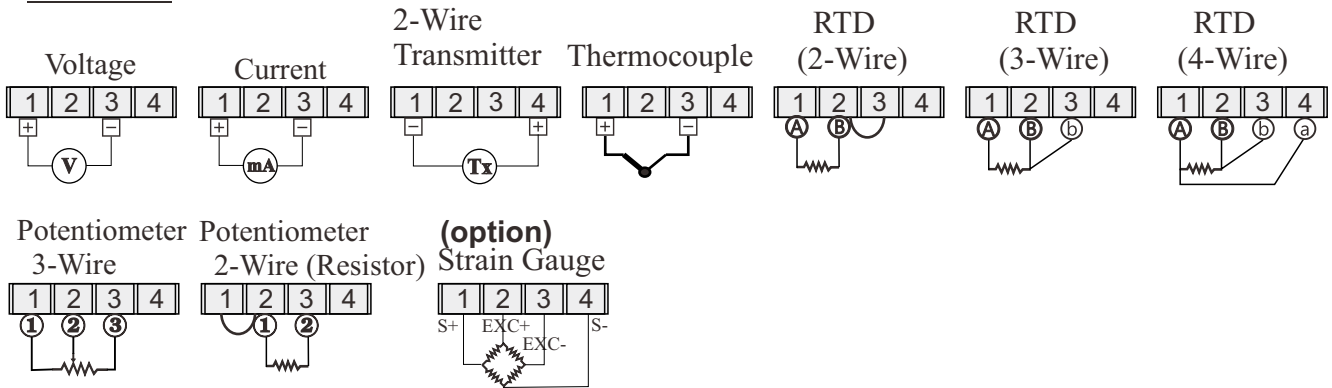 Voltage
1 2 3 4
+ −
V
Current
1 2 3 4
+ −
mA
2-Wire
Transmitter
1 2 3 4
− +
Tx
Thermocouple
1 2 3 4
+ −
RTD
(2-Wire)
1 2 3 4
A B
RTD
(3-Wire)
1 2 3 4
A B b
RTD
(4-Wire)
1 2 3 4
A B b a
Potentiometer
3-Wire
1 2 3 4
1 2 3
Potentiometer
2-Wire (Resistor)
1 2 3 4
1 2
(option)
Strain Gauge
1 2 3 4
S+ EXC+ S-
EXC-